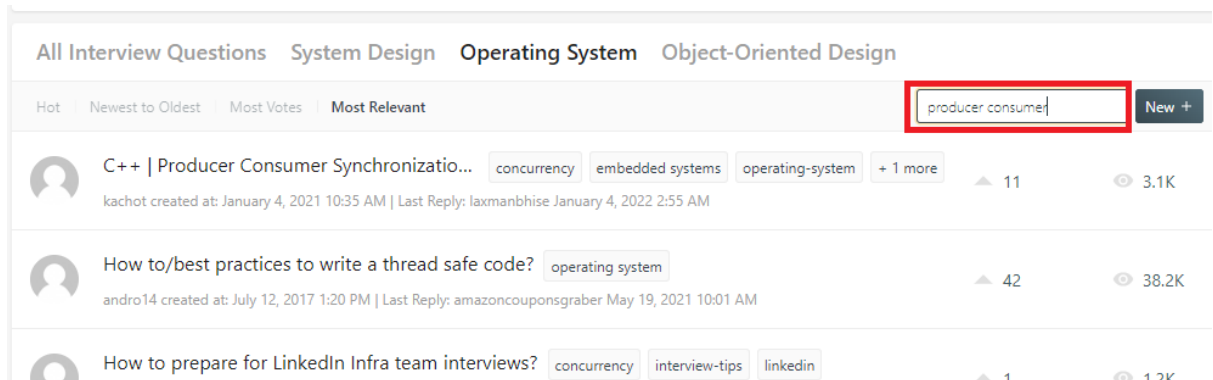 All Interview Questions System Design Operating System Object-Oriented Design
Hot Newest to Oldest Most Votes Most Relevant producer consumer New +
C++ | Producer Consumer Synchronizatio... concurrency embedded systems operating-system + 1 more 11 3.1K
kachot created at: January 4, 2021 10:35 AM | Last Reply: laxmanbhise January 4, 2022 2:55 AM
How to/best practices to write a thread safe code? operating system 42 38.2K
andro14 created at: July 12, 2017 1:20 PM | Last Reply: amazoncouponsgraber May 19, 2021 10:01 AM
How to prepare for LinkedIn Infra team interviews? concurrency interview-tips linkedin 1 1.2K